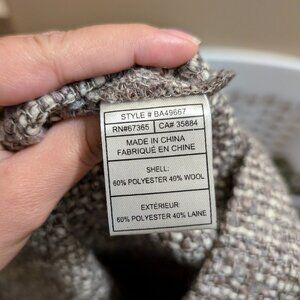 STYLE # BA49667
RN#67365 CA# 35884
MADE IN CHINA
FABRIQUÉ EN CHINE
SHELL:
60% POLYESTER 40% WOOL
EXTÉRIEUR:
60% POLYESTER 40% LAINE